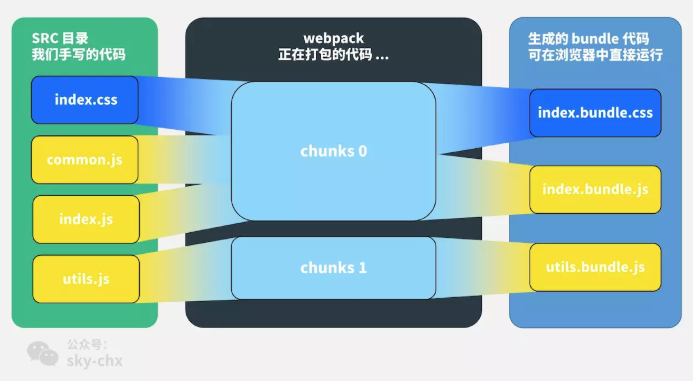 SRC 目录
我们手写的代码
index.css
common.js
index.js
utils.js
webpack
正在打包的代码 ...
chunks 0
chunks 1
生成的 bundle 代码
可在浏览器中直接运行
index.bundle.css
index.bundle.js
utils.bundle.js
公众号:
sky-chx